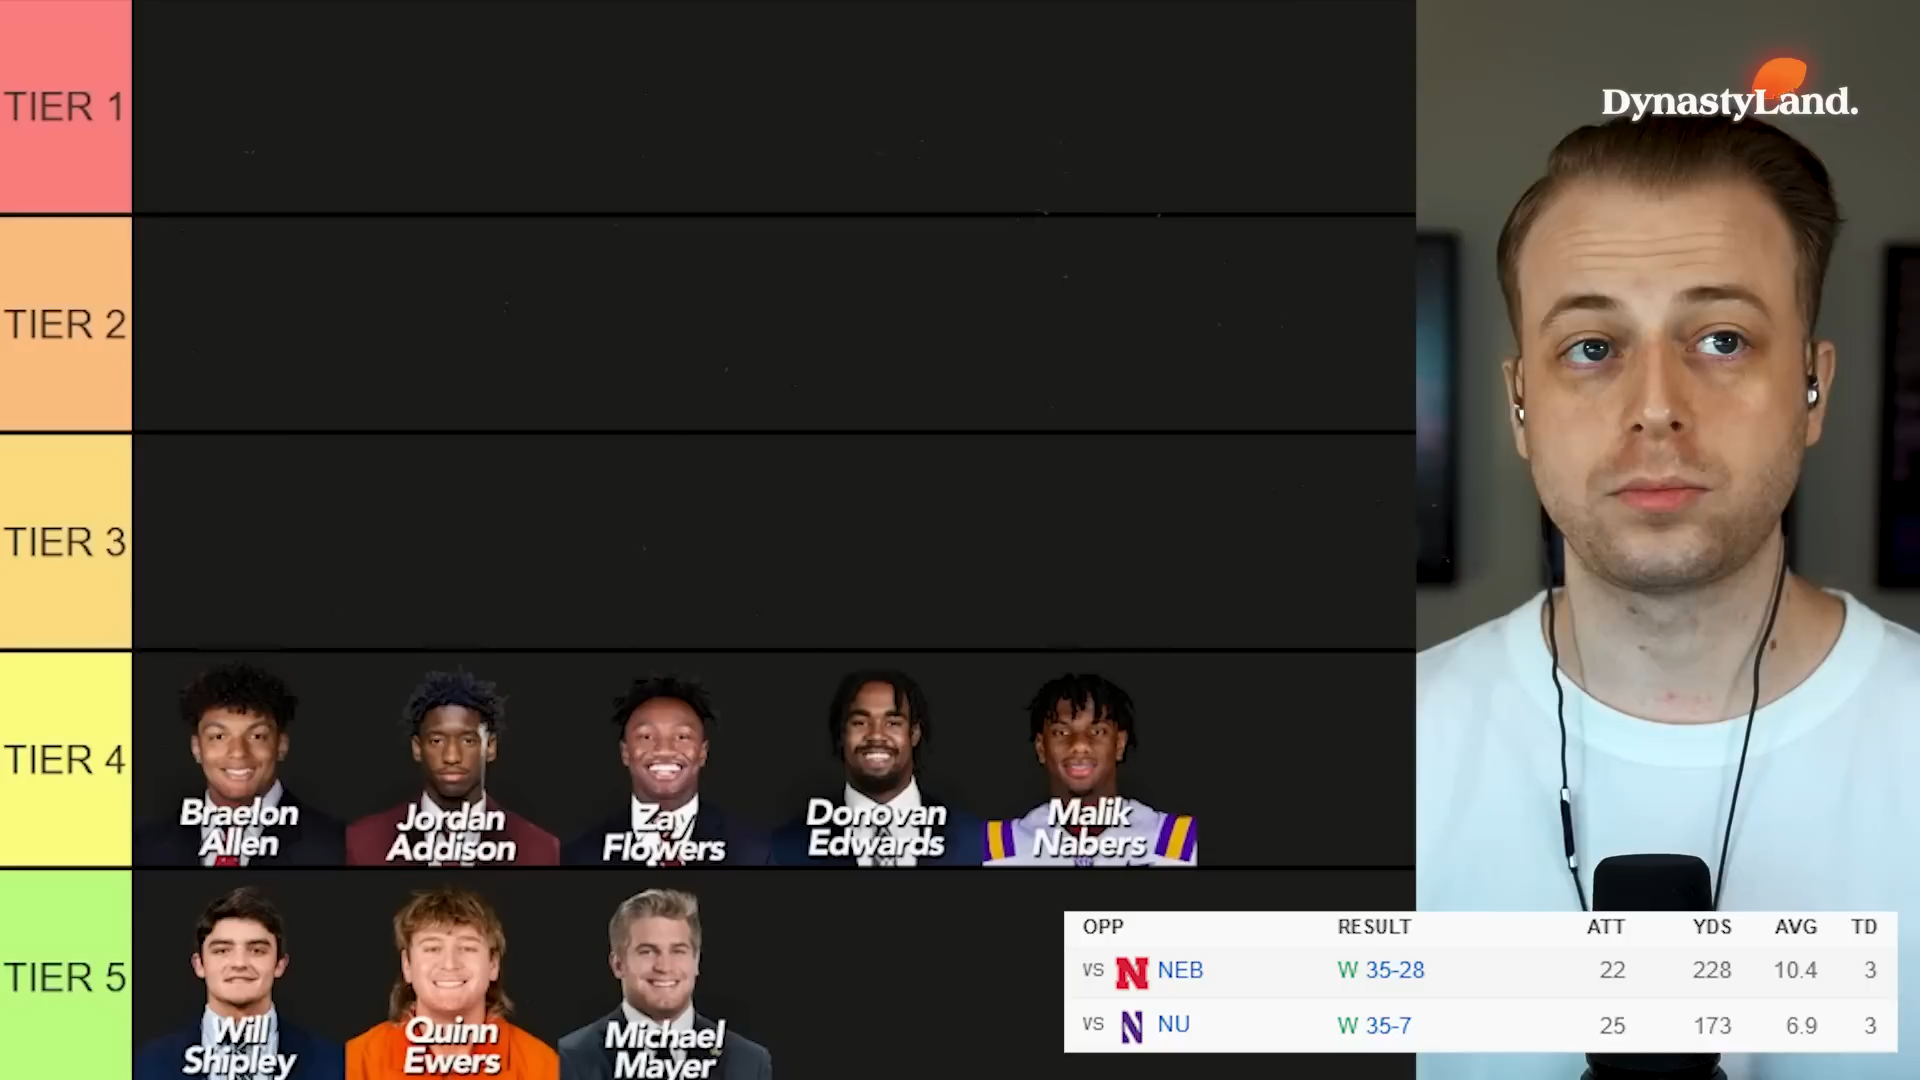 TIER 1
TIER 2
TIER 3
TIER 4
Braelon
Allen
Jordan
Addison
Zay
Flowers
Donovan
Edwards
Malik
Nabers
TIER 5
Will
Shipley
Quinn
Ewers
Michael
Mayer
DynastyLand.
OPP RESULT ATT YDS AVG TD
VS N NEB W 35-28 22 228 10.4 3
VS N NU W 35-7 25 173 6.9 3